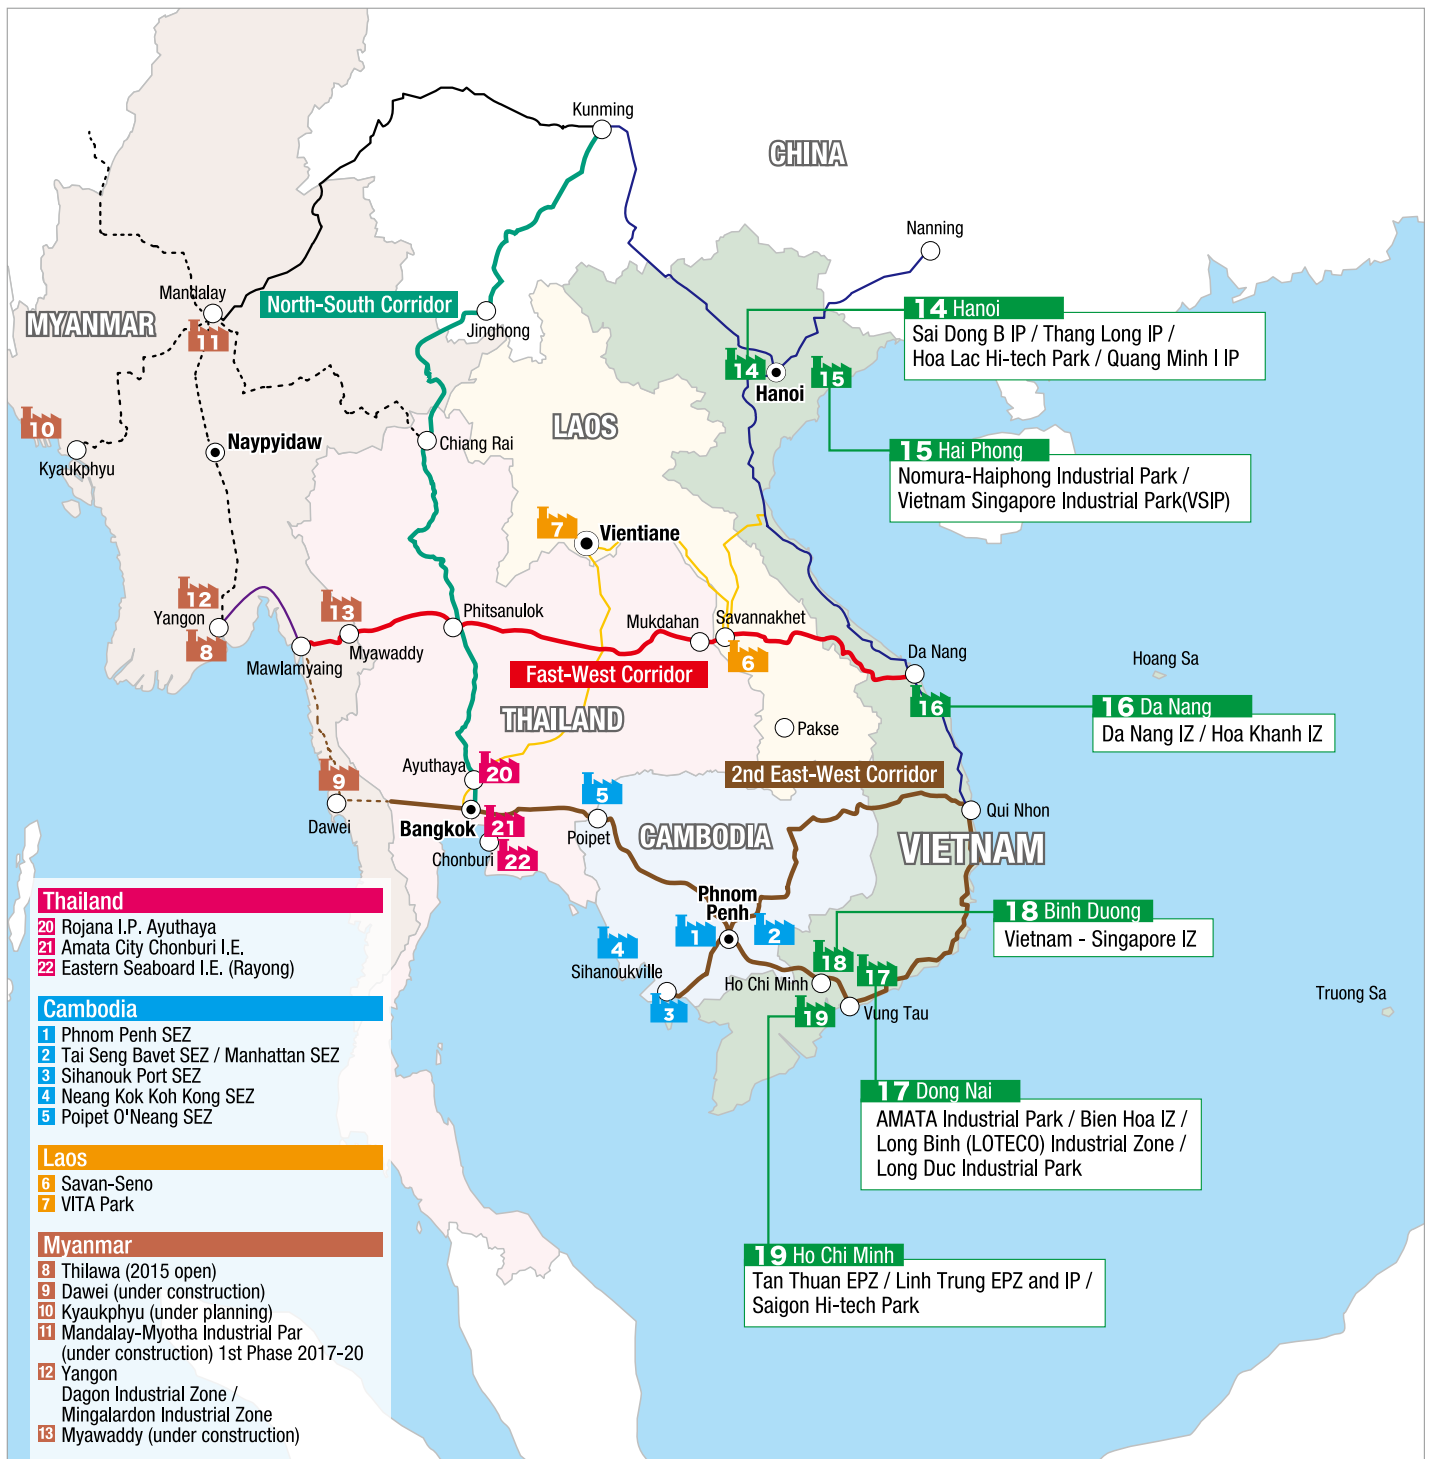 Kunming
CHINA
Nanning
Mandalay
North-South Corridor
MYANMAR
Jinghong
11
14 Hanoi
Sai Dong B IP / Thang Long IP /
Hoa Lac Hi-tech Park / Quang Minh I IP
14
15
Hanoi
10
LAOS
Naypyidaw
Chiang Rai
Kyaukphyu
15 Hai Phong
Nomura-Haiphong Industrial Park /
Vietnam Singapore Industrial Park(VSIP)
7
Vientiane
12
13
Yangon
Phitsanulok
Mukdahan
Savannakhet
8
Myawaddy
Mawlamyaing
6
Da Nang
Hoang Sa
Fast-West Corridor
16
16 Da Nang
Da Nang IZ / Hoa Khanh IZ
THAILAND
Pakse
Ayuthaya
20
9
2nd East-West Corridor
5
Dawei
Bangkok
21
Poipet
CAMBODIA
Qui Nhon
VIETNAM
Chonburi
22
Phnom
Penh
1
2
4
18 Binh Duong
Vietnam - Singapore IZ
Sihanoukville
18
17
Ho Chi Minh
3
19
Vung Tau
Truong Sa
17 Dong Nai
AMATA Industrial Park / Bien Hoa IZ /
Long Binh (LOTECO) Industrial Zone /
Long Duc Industrial Park
19 Ho Chi Minh
Tan Thuan EPZ / Linh Trung EPZ and IP /
Saigon Hi-tech Park
Thailand
20 Rojana I.P. Ayuthaya
21 Amata City Chonburi I.E.
22 Eastern Seaboard I.E. (Rayong)
Cambodia
1 Phnom Penh SEZ
2 Tai Seng Bavet SEZ / Manhattan SEZ
3 Sihanouk Port SEZ
4 Neang Kok Koh Kong SEZ
5 Poipet O'Neang SEZ
Laos
6 Savan-Seno
7 VITA Park
Myanmar
8 Thilawa (2015 open)
9 Dawei (under construction)
10 Kyaukphyu (under planning)
11 Mandalay-Myotha Industrial Par
(under construction) 1st Phase 2017-20
12 Yangon
Dagon Industrial Zone /
Mingalardon Industrial Zone
13 Myawaddy (under construction)